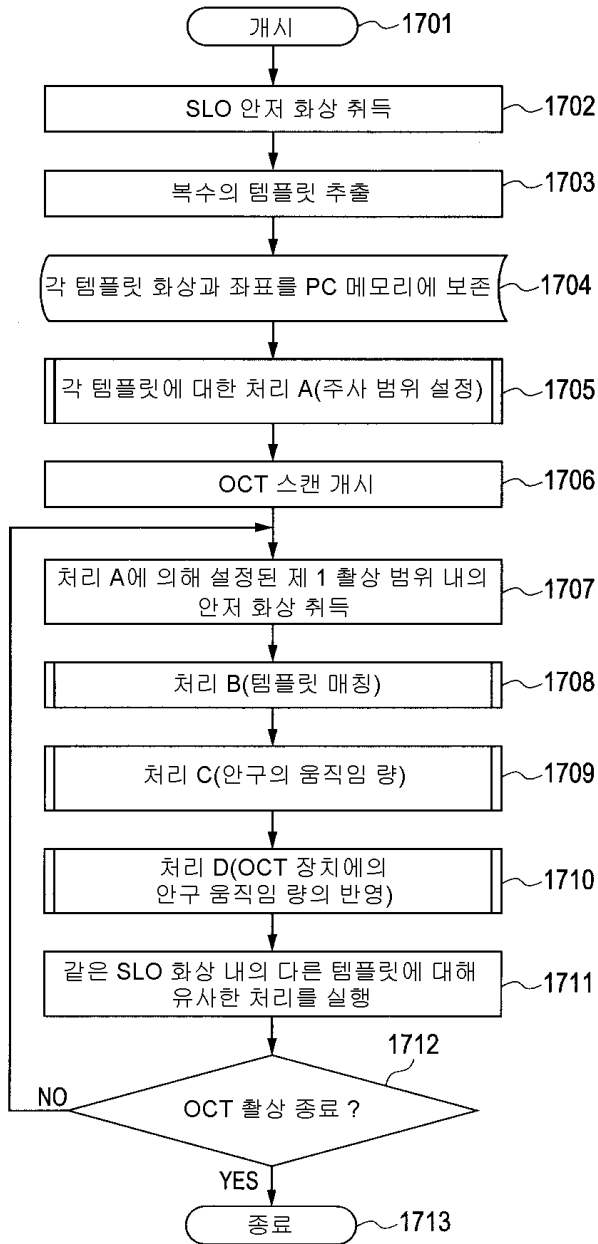 개시
1701
SLO 안저 화상 취득
1702
복수의 템플릿 추출
1703
각 템플릿 화상과 좌표를 PC 메모리에 보존
1704
각 템플릿에 대한 처리 A(주사 범위 설정)
1705
OCT 스캔 개시
1706
처리 A에 의해 설정된 제 1 촬상 범위 내의
안저 화상 취득
1707
처리 B(템플릿 매칭)
1708
처리 C(안구의 움직임 량)
1709
처리 D(OCT 장치에의
안구 움직임 량의 반영)
1710
같은 SLO 화상 내의 다른 템플릿에 대해
유사한 처리를 실행
1711
1712
OCT 촬상 종료 ?
NO
YES
종료
1713